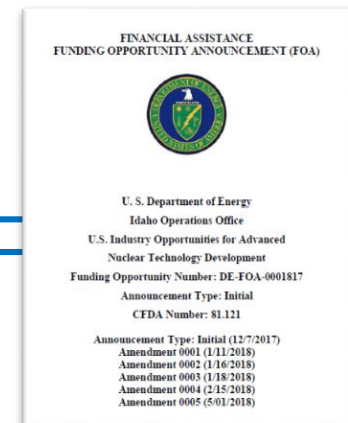 FINANCIAL ASSISTANCE
FUNDING OPPORTUNITY ANNOUNCEMENT (FOA)
U. S. Department of Energy
Idaho Operations Office
U.S. Industry Opportunities for Advanced
Nuclear Technology Development
Funding Opportunity Number: DE-FOA-0001817
Announcement Type: Initial
CFDA Number: 81.121
Announcement Type: Initial (12/7/2017)
Amendment 0001 (1/11/2018)
Amendment 0002 (1/16/2018)
Amendment 0003 (1/18/2018)
Amendment 0004 (2/15/2018)
Amendment 0005 (5/01/2018)